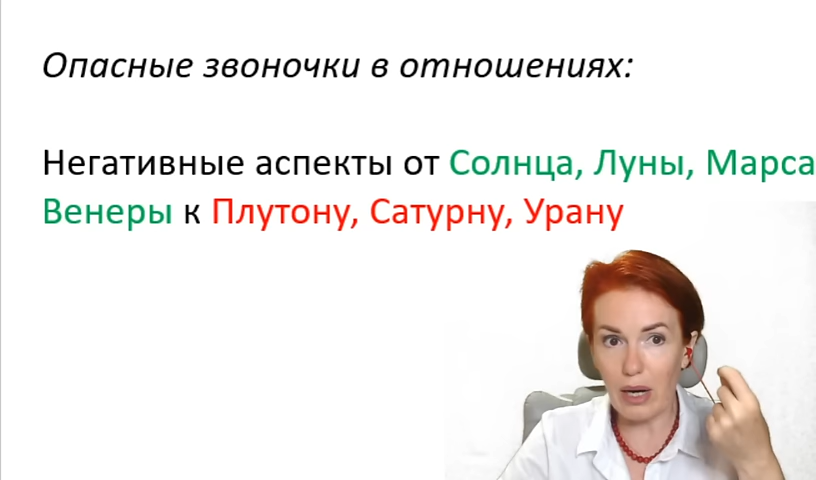 Опасные звоночки в отношениях:
Негативные аспекты от Солнца, Луны, Марса
Венеры к Плутону, Сатурну, Урану